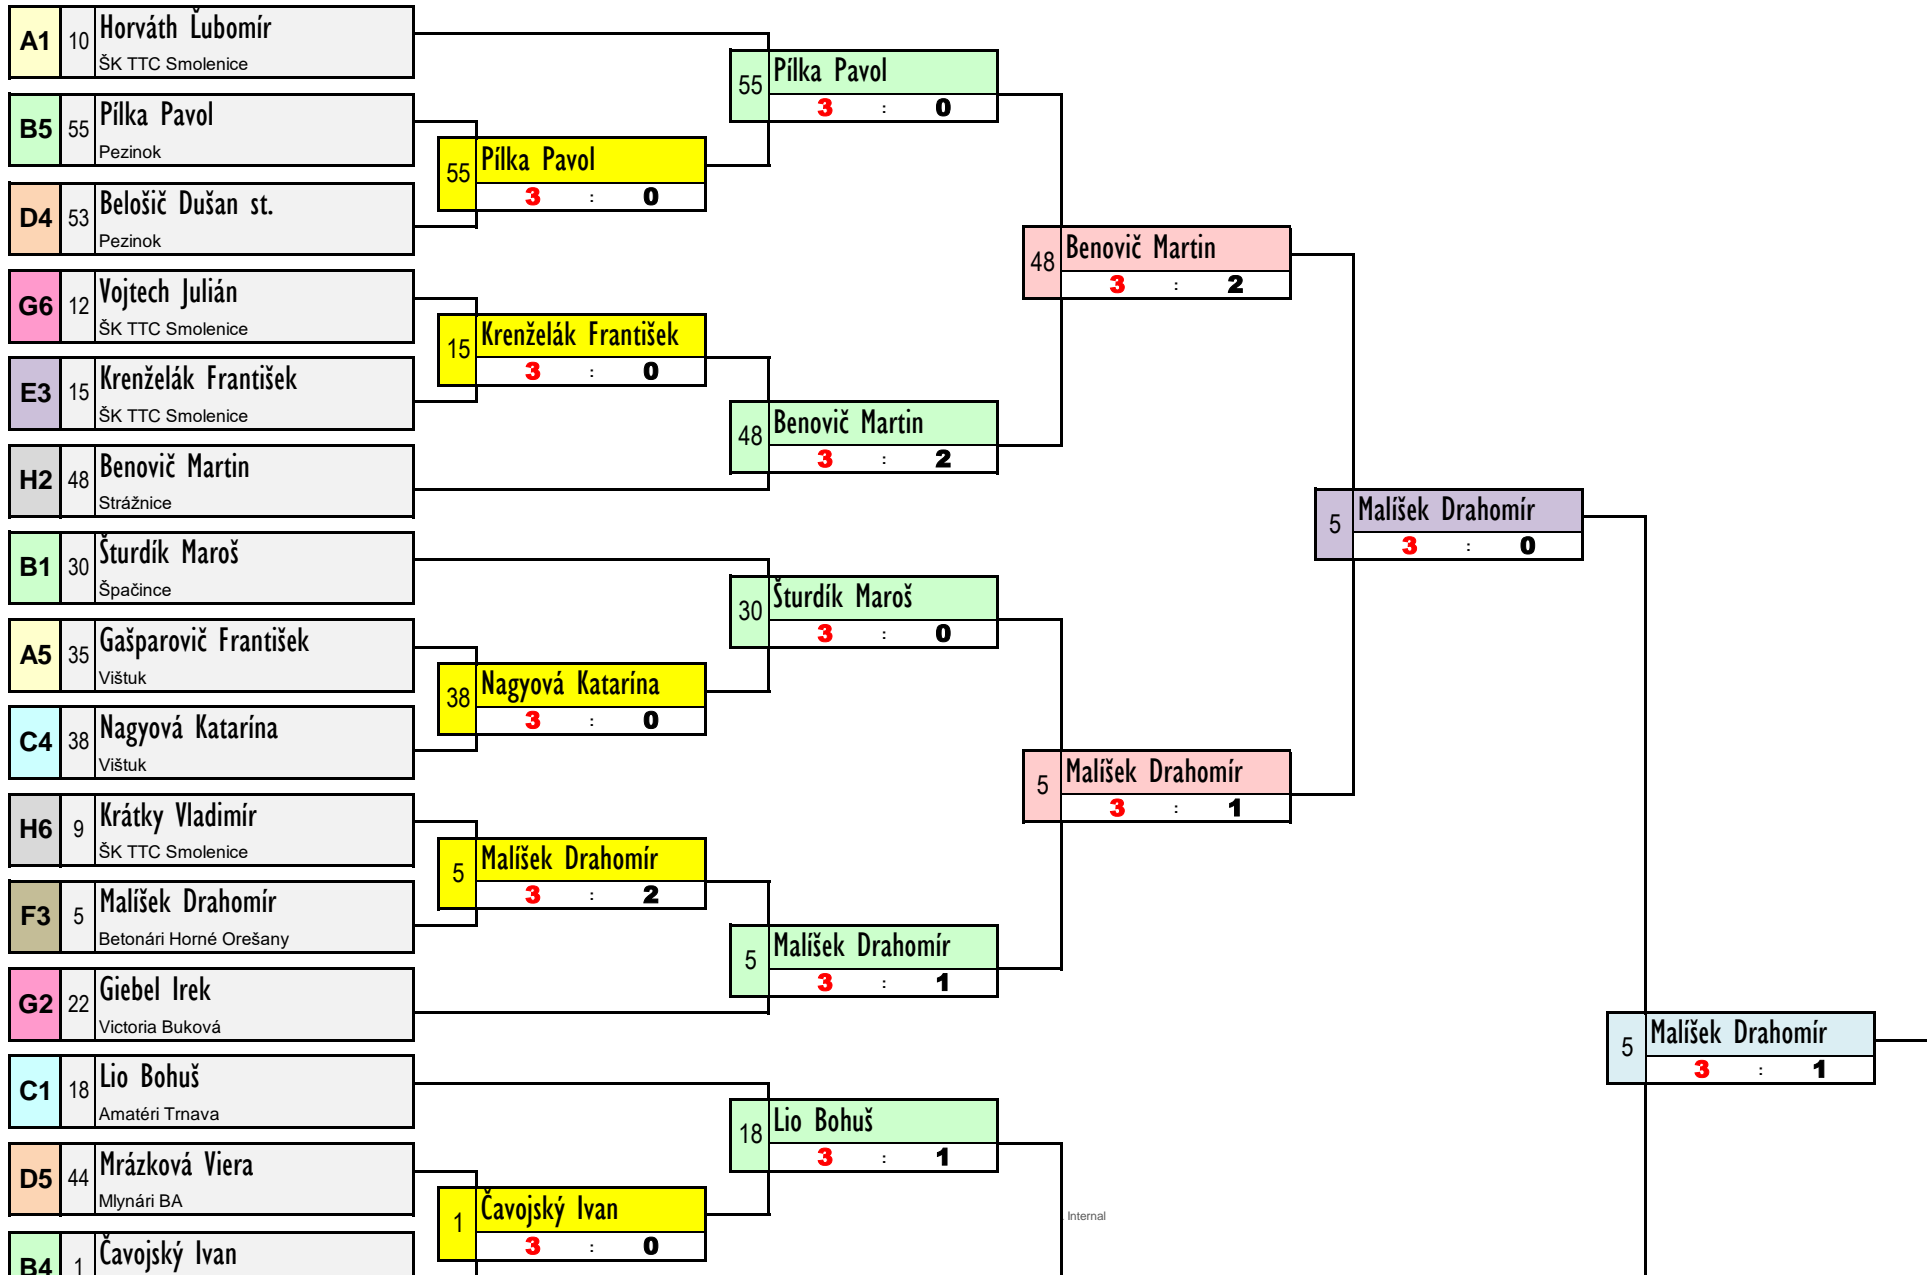 A1 10 Horváth Ľubomír
ŠK TTC Smolenice
55 Pílka Pavol
3 : 0
B5 55 Pílka Pavol
Pezinok
55 Pílka Pavol
3 : 0
D4 53 Belošič Dušan st.
Pezinok
48 Benovič Martin
3 : 2
G6 12 Vojtech Julián
ŠK TTC Smolenice
15 Krenželák František
3 : 0
E3 15 Krenželák František
ŠK TTC Smolenice
48 Benovič Martin
3 : 2
H2 48 Benovič Martin
Strážnice
5 Malíšek Drahomír
3 : 0
B1 30 Šturdík Maroš
Špačince
30 Šturdík Maroš
3 : 0
A5 35 Gašparovič František
Vištuk
38 Nagyová Katarína
3 : 0
C4 38 Nagyová Katarína
Vištuk
5 Malíšek Drahomír
3 : 1
H6 9 Krátky Vladimír
ŠK TTC Smolenice
5 Malíšek Drahomír
3 : 2
F3 5 Malíšek Drahomír
Betonári Horné Orešany
5 Malíšek Drahomír
3 : 1
G2 22 Giebel Irek
Victoria Buková
5 Malíšek Drahomír
3 : 1
C1 18 Lio Bohuš
Amatéri Trnava
18 Lio Bohuš
3 : 1
D5 44 Mrázková Viera
Mlynári BA
1 Čavojský Ivan
3 : 0
Internal
B4 1 Čavojský Ivan